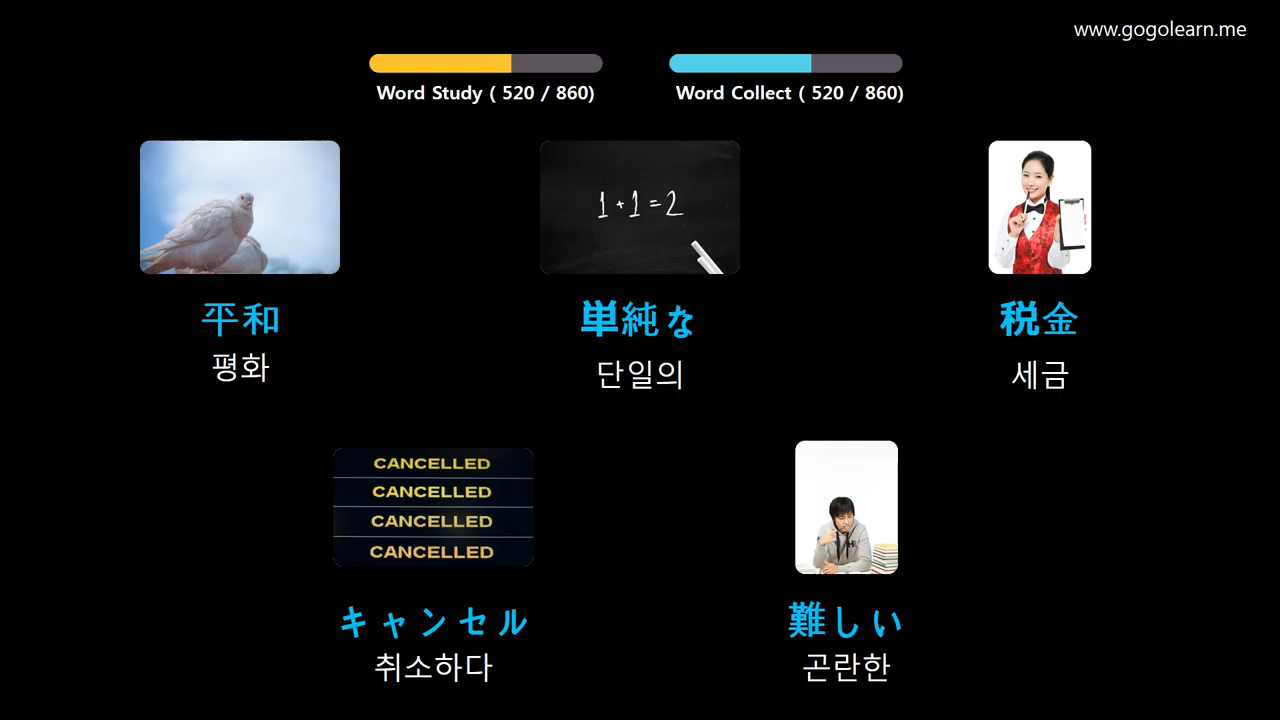 www.gogolearn.me
Word Study ( 520 / 860)
Word Collect ( 520 / 860)
1+1=2
平和
평화
単純な
단일의
税金
세금
CANCELLED
CANCELLED
CANCELLED
CANCELLED
キャンセル
취소하다
難しい
곤란한